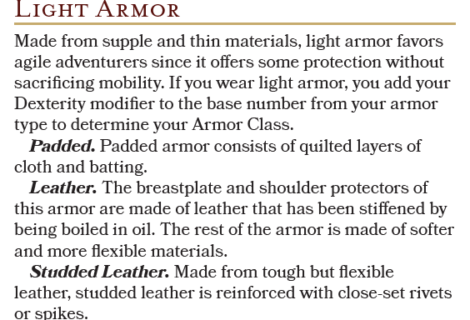 Light Armor
Made from supple and thin materials, light armor favors
agile adventurers since it offers some protection without
sacrificing mobility. If you wear light armor, you add your
Dexterity modifier to the base number from your armor
type to determine your Armor Class.
Padded. Padded armor consists of quilted layers of
cloth and batting.
Leather. The breastplate and shoulder protectors of
this armor are made of leather that has been stiffened by
being boiled in oil. The rest of the armor is made of softer
and more flexible materials.
Studded Leather. Made from tough but flexible
leather, studded leather is reinforced with close-set rivets
or spikes.